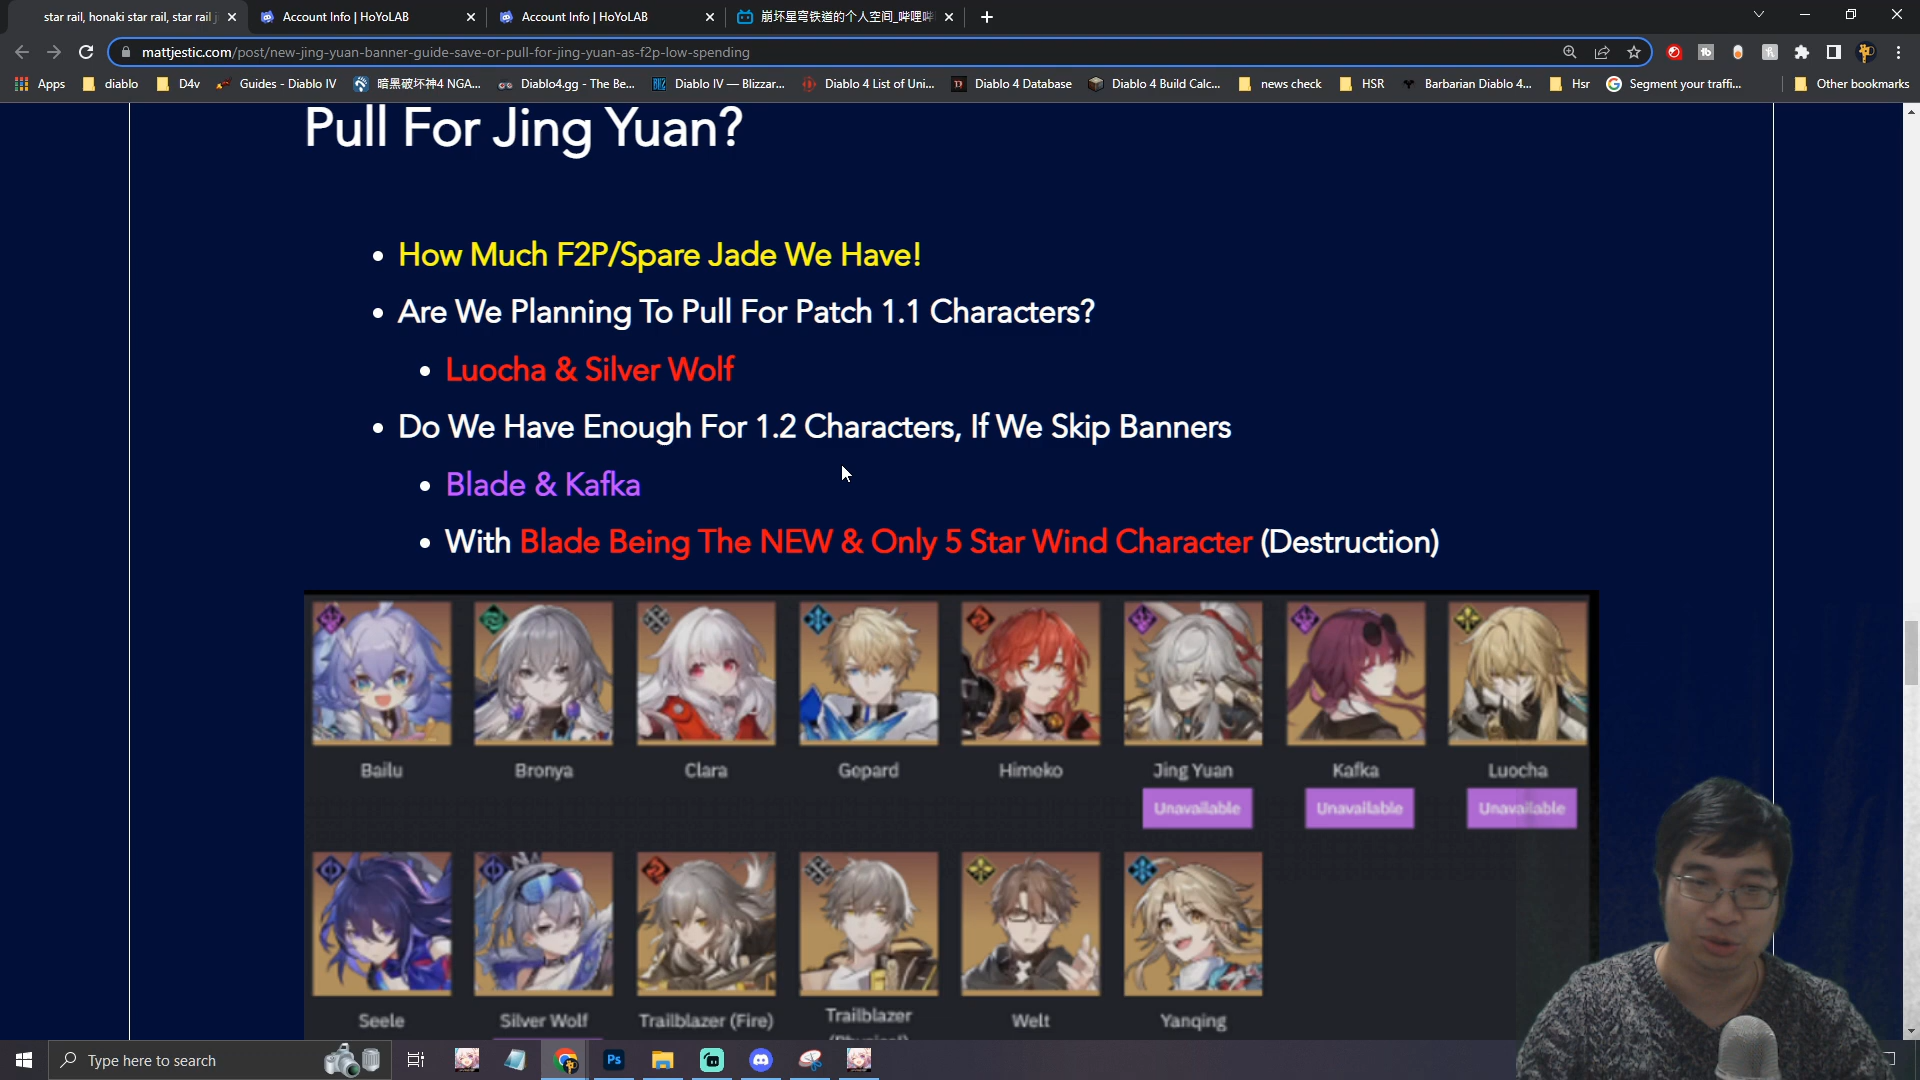 star rail, honaki star rail, star rail j
Account Info | HoYoLAB
Account Info | HoYoLAB
崩坏星穹铁道的个人空间_哔哩哔
mattjestic.com/post/new-jing-yuan-banner-guide-save-or-pull-for-jing-yuan-as-f2p-low-spending
Apps
diablo
D4v
Guides - Diablo IV
暗黑破坏神4 NGA...
Diablo4.gg - The Be...
Diablo IV — Blizzar...
Diablo 4 List of Uni...
Diablo 4 Database
Diablo 4 Build Calc...
news check
HSR
Barbarian Diablo 4...
Hsr
Segment your traffi...
Other bookmarks
Pull For Jing Yuan?
How Much F2P/Spare Jade We Have!
Are We Planning To Pull For Patch 1.1 Characters?
Luocha & Silver Wolf
Do We Have Enough For 1.2 Characters, If We Skip Banners
Blade & Kafka
With Blade Being The NEW & Only 5 Star Wind Character (Destruction)
Bailu
Bronya
Clara
Gepard
Himeko
Jing Yuan
Kafka
Luocha
Unavailable
Unavailable
Unavailable
Seele
Silver Wolf
Trailblazer (Fire)
Trailblazer
Welt
Yanqing
Type here to search
Ps